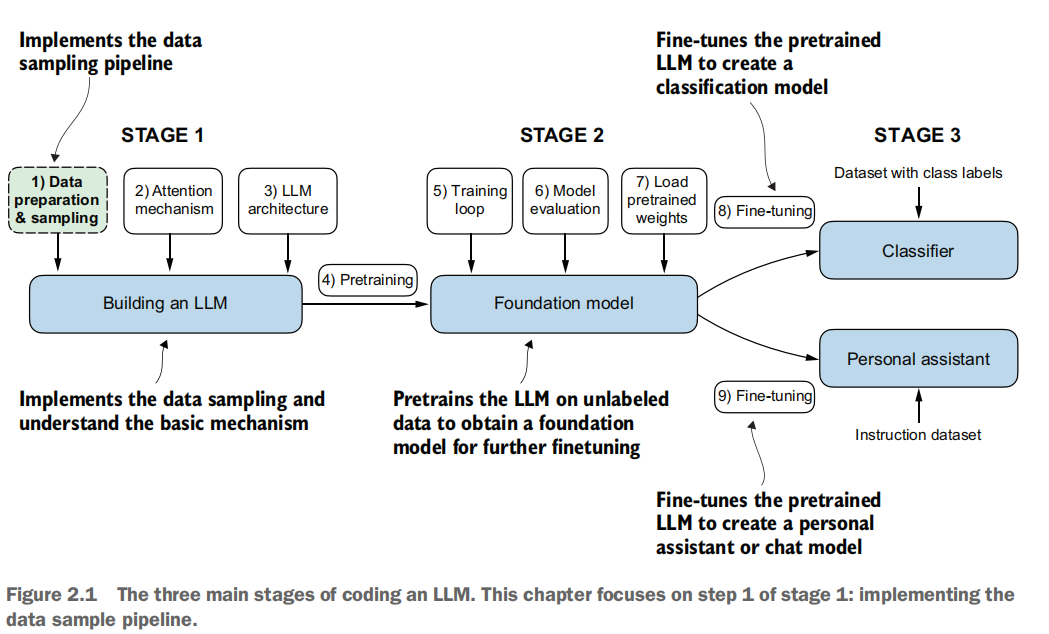 Implements the data
sampling pipeline
Fine-tunes the pretrained
LLM to create a
classification model
STAGE 1
STAGE 2
STAGE 3
1) Data
preparation
& sampling
2) Attention
mechanism
3) LLM
architecture
5) Training
loop
6) Model
evaluation
7) Load
pretrained
weights
8) Fine-tuning
Dataset with class labels
Classifier
Building an LLM
4) Pretraining
Foundation model
Personal assistant
9) Fine-tuning
Instruction dataset
Implements the data sampling and
understand the basic mechanism
Pretrains the LLM on unlabeled
data to obtain a foundation
model for further finetuning
Fine-tunes the pretrained
LLM to create a personal
assistant or chat model
Figure 2.1 The three main stages of coding an LLM. This chapter focuses on step 1 of stage 1: implementing the
data sample pipeline.